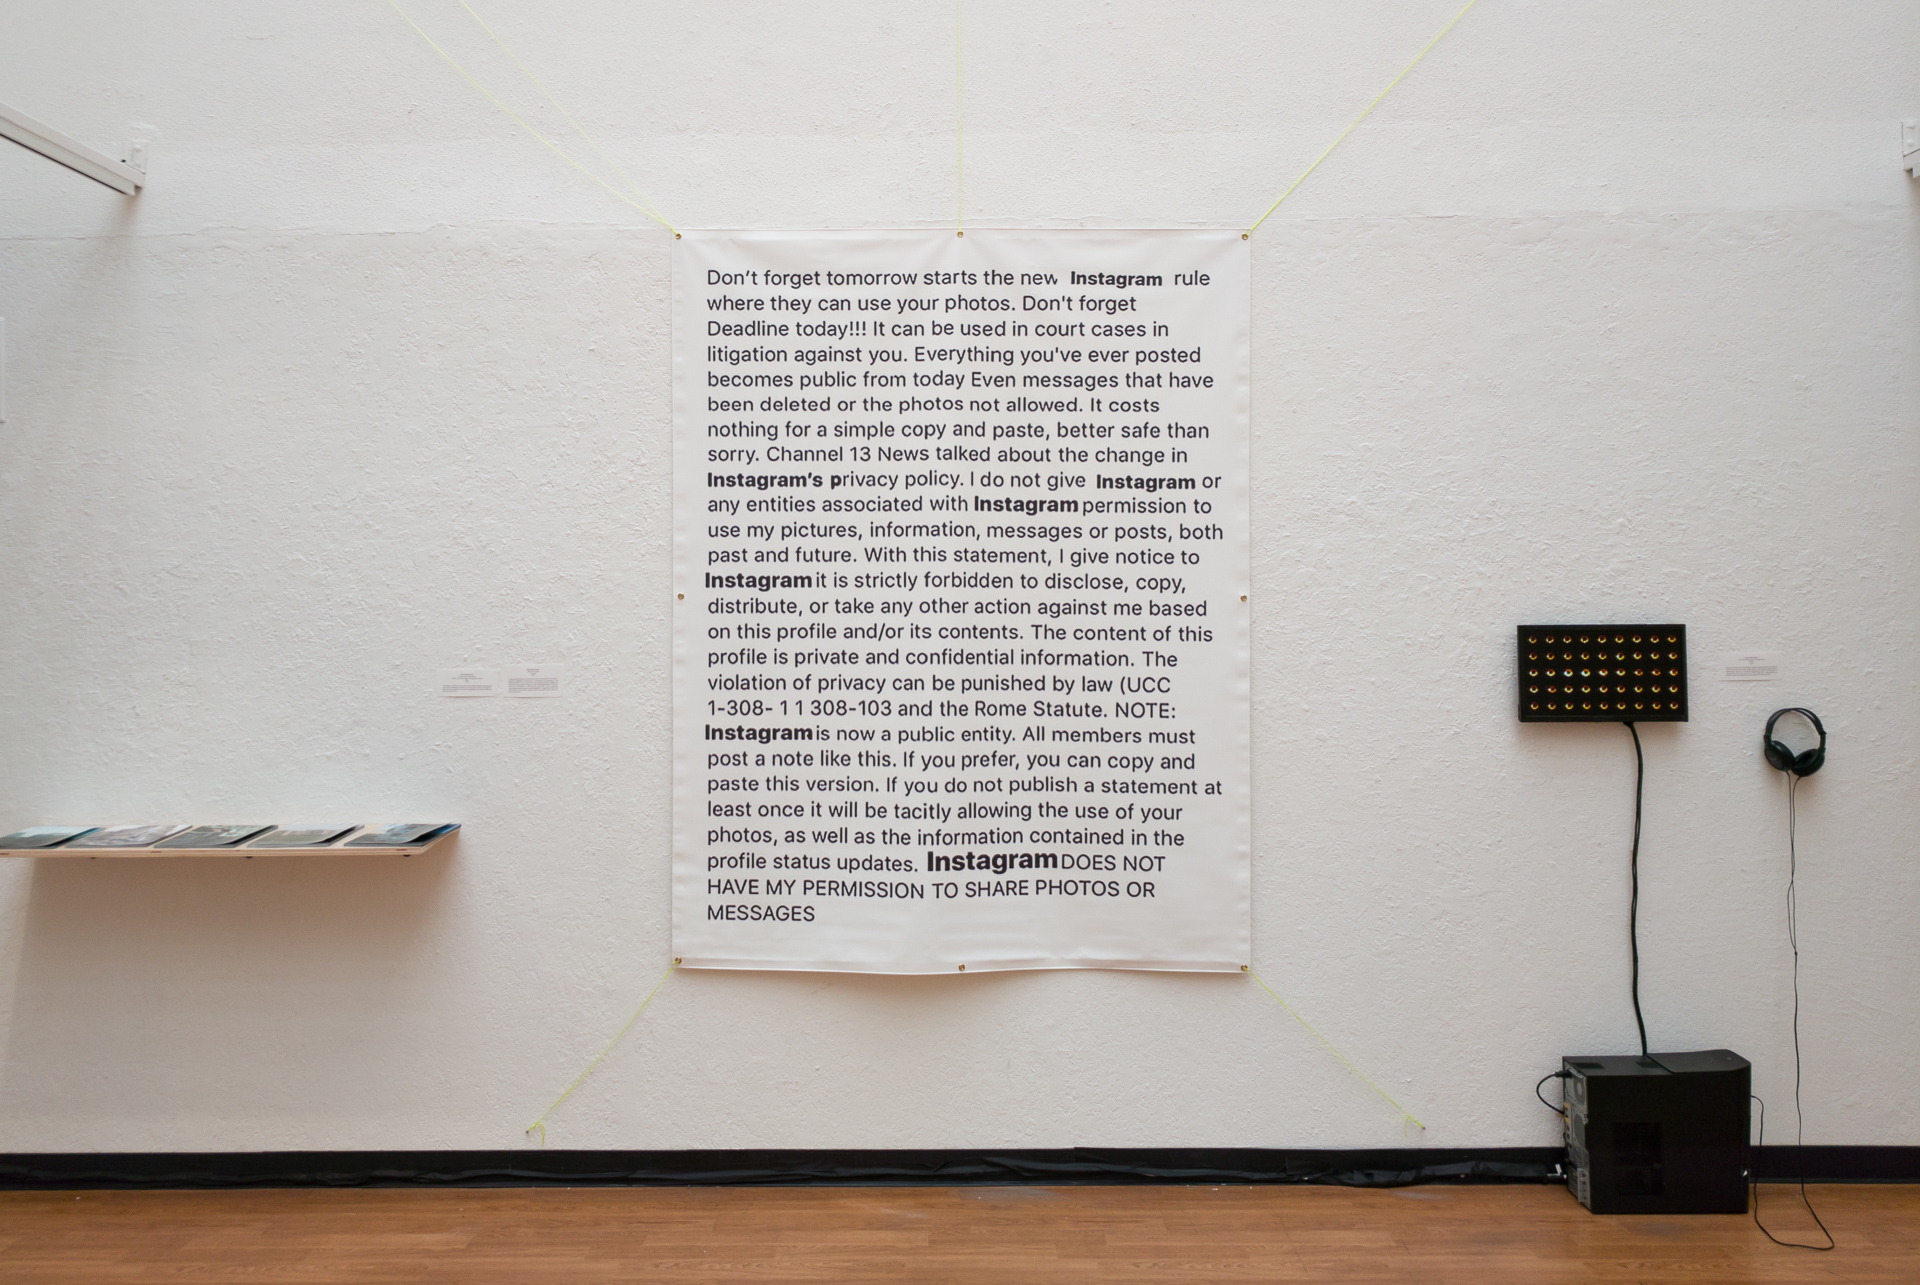 Don't forget tomorrow starts the new Instagram rule
where they can use your photos. Don't forget
Deadline today!!! It can be used in court cases in
litigation against you. Everything you've ever posted
becomes public from today Even messages that have
been deleted or the photos not allowed. It costs
nothing for a simple copy and paste, better safe than
sorry. Channel 13 News talked about the change in
Instagram's privacy policy. I do not give Instagram or
any entities associated with Instagram permission to
use my pictures, information, messages or posts, both
past and future. With this statement, I give notice to
Instagram it is strictly forbidden to disclose, copy,
distribute, or take any other action against me based
on this profile and/or its contents. The content of this
profile is private and confidential information. The
violation of privacy can be punished by law (UCC
1-308- 1 1 308-103 and the Rome Statute. NOTE:
Instagram is now a public entity. All members must
post a note like this. If you prefer, you can copy and
paste this version. If you do not publish a statement at
least once it will be tacitly allowing the use of your
photos, as well as the information contained in the
profile status updates. Instagram DOES NOT
HAVE MY PERMISSION TO SHARE PHOTOS OR
MESSAGES